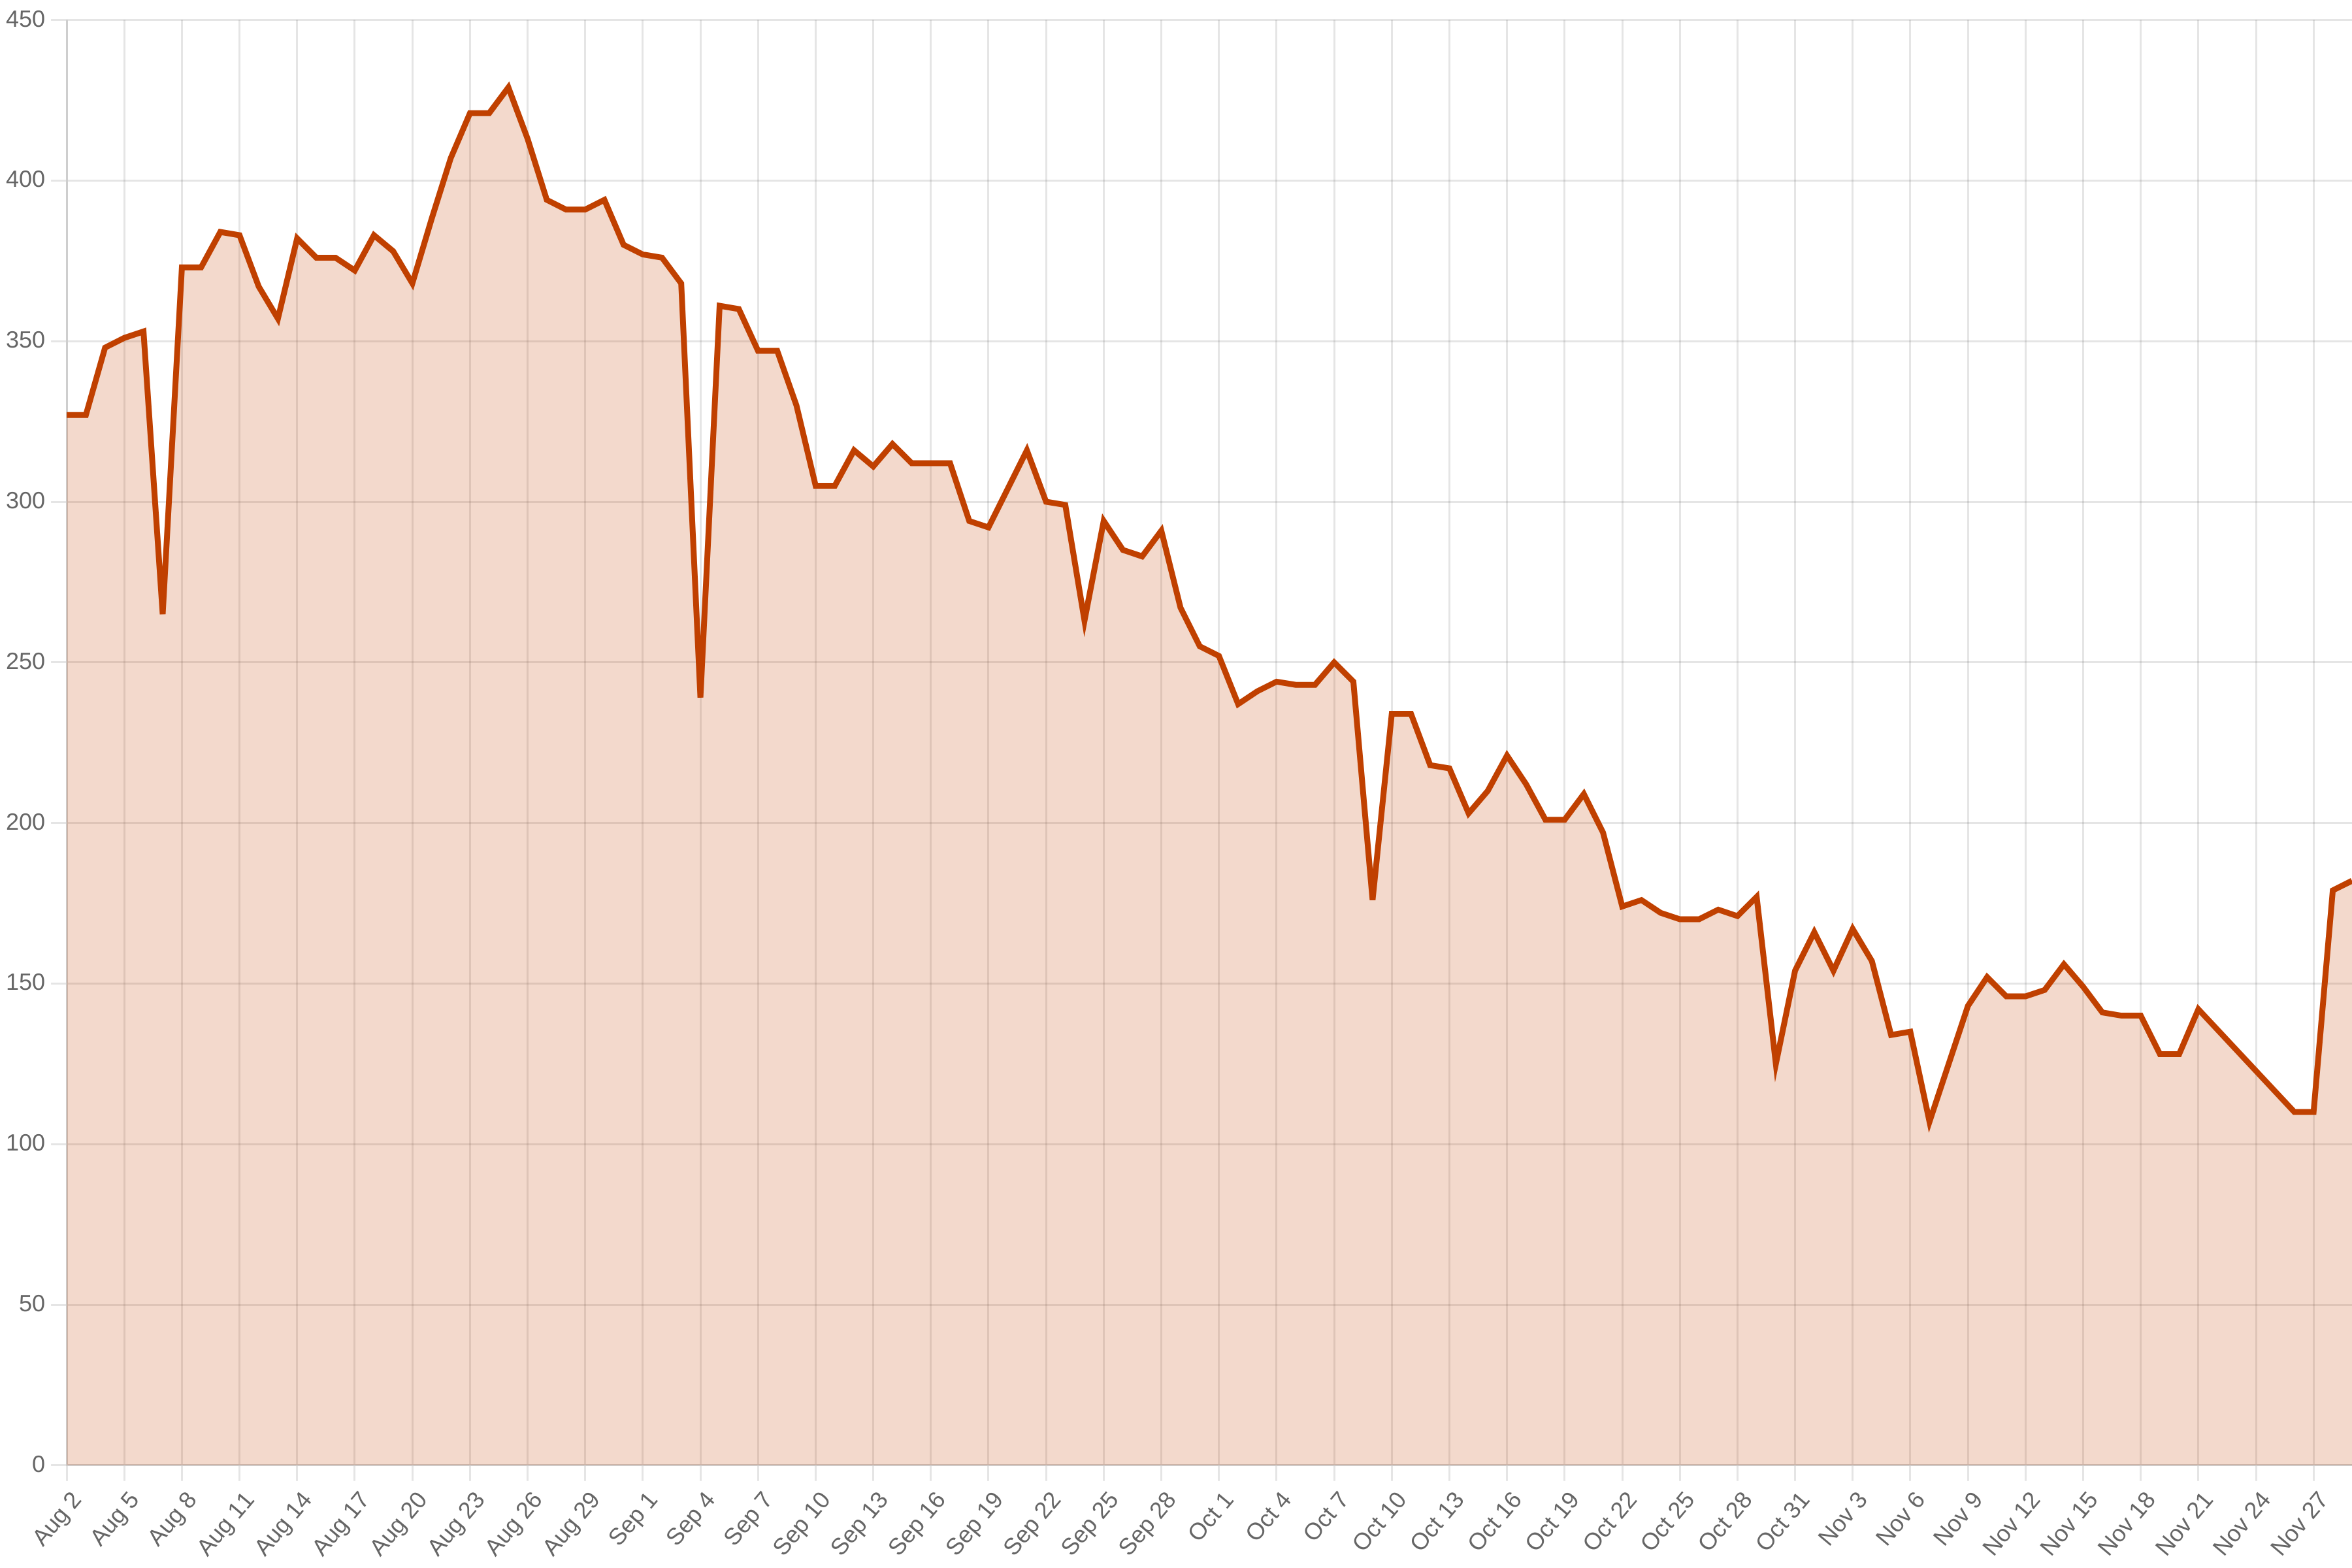 450
400
350
300
250
200
150
100
50
0
Aug 2
Aug 5
Aug 8
Aug 11
Aug 14
Aug 17
Aug 20
Aug 23
Aug 26
Aug 29
Sep 1
Sep 4
Sep 7
Sep 10
Sep 13
Sep 16
Sep 19
Sep 22
Sep 25
Sep 28
Oct 1
Oct 4
Oct 7
Oct 10
Oct 13
Oct 16
Oct 19
Oct 22
Oct 25
Oct 28
Oct 31
Nov 3
Nov 6
Nov 9
Nov 12
Nov 15
Nov 18
Nov 21
Nov 24
Nov 27